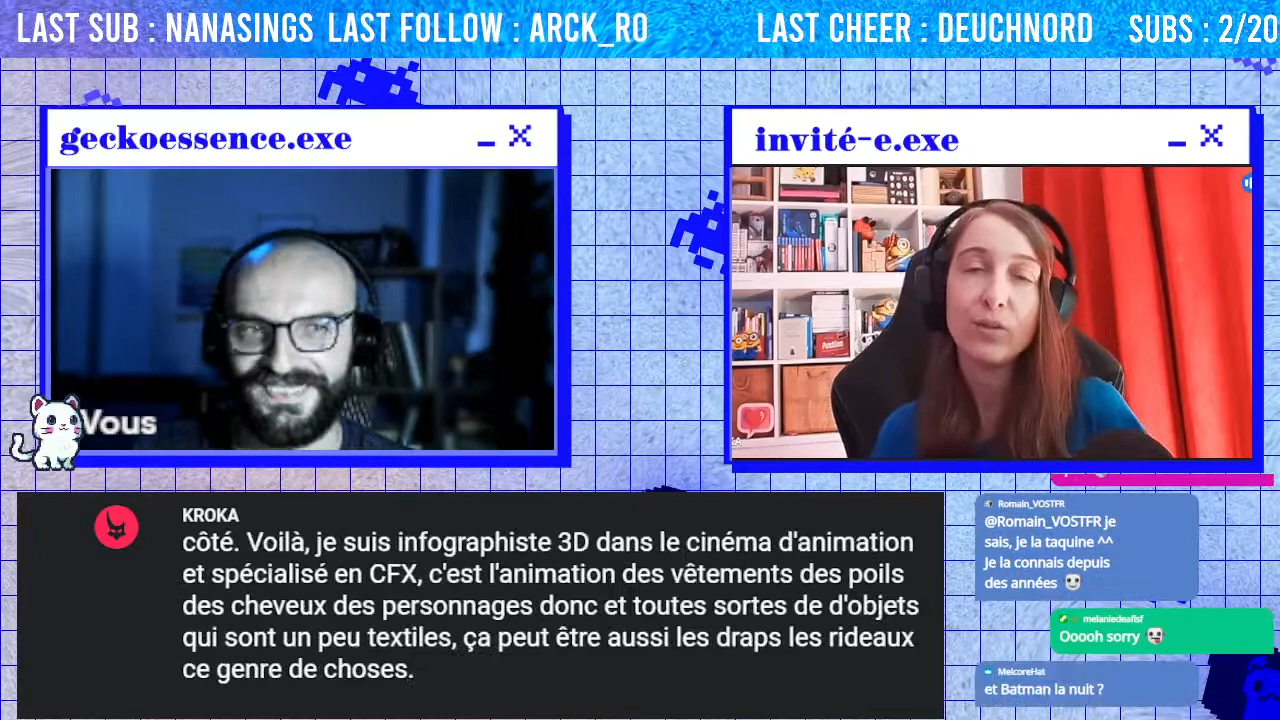 LAST SUB : NANASINGS LAST FOLLOW : ARCK_RO LAST CHEER : DEUCHNORD SUBS : 2/20
geckoessence.exe
invité-e.exe
Vous
KROKA
côté. Voilà, je suis infographiste 3D dans le cinéma d'animation
et spécialisé en CFX, c'est l'animation des vêtements des poils
des cheveux des personnages donc et toutes sortes de d'objets
qui sont un peu textiles, ça peut être aussi les draps les rideaux
ce genre de choses.
Romain_VOSTFR
@Romain_VOSTFR je
sais, je la taquine ^^
Je la connais depuis
des années
melaniedeaflsf
Ooooh sorry
MelcoreHat
et Batman la nuit ?